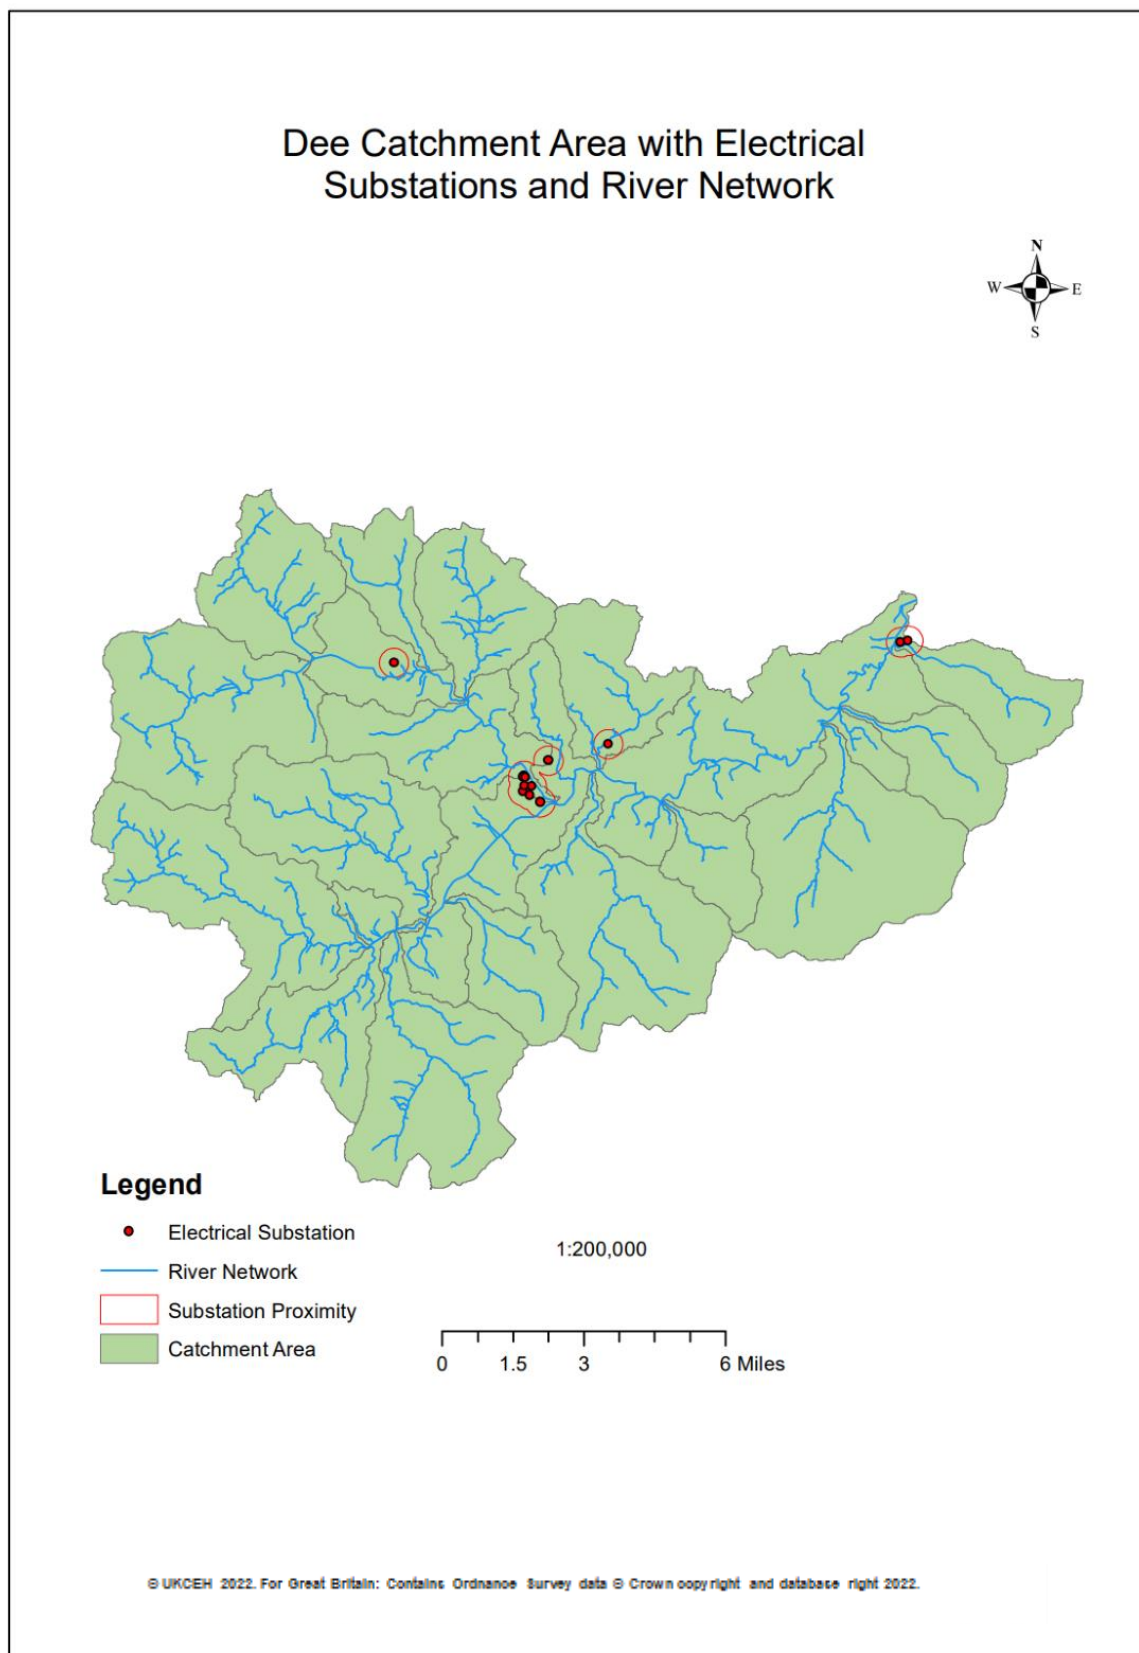 Dee Catchment Area with Electrical
Substations and River Network
N
W E
S
Legend
Electrical Substation
River Network
Substation Proximity
Catchment Area
1:200,000
0 1.5 3 6 Miles
© UKCEH 2022. For Great Britain: Contains Ordnance Survey data © Crown copyright and database right 2022.